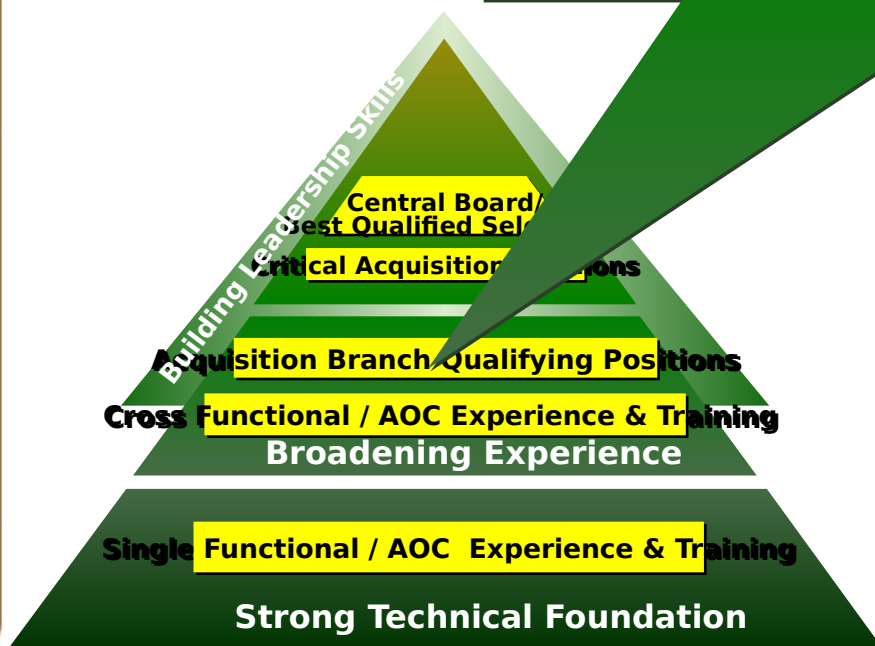 Building Leadership Skills
Central Board/
Best Qualified
Critical Acquisition
Acquisition Branch Qualifying Positions
Cross Functional / AOC Experience & Training
Broadening Experience
Single Functional / AOC Experience & Training
Strong Technical Foundation